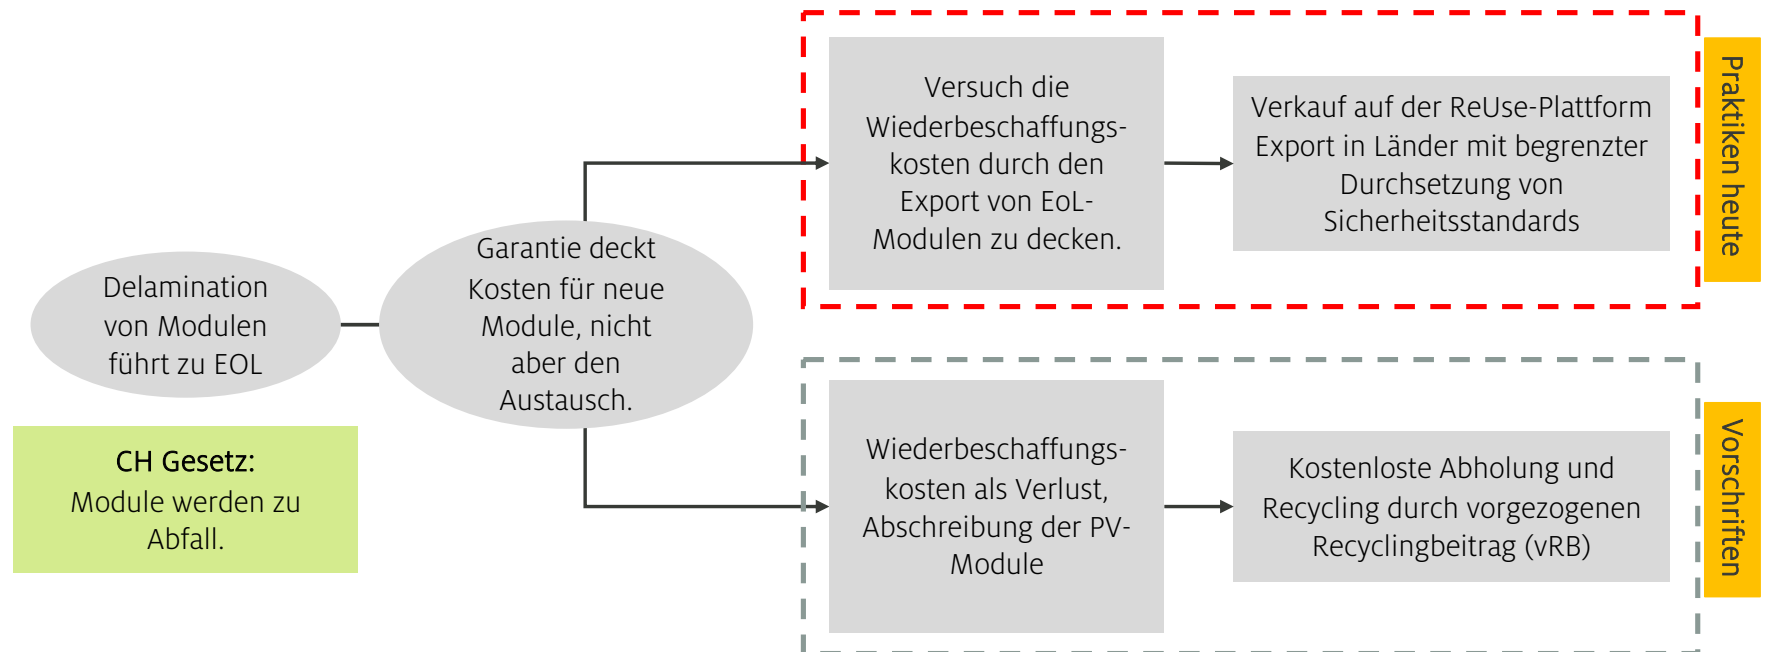 Delamination
von Modulen
führt zu EOL
CH Gesetz:
Module werden zu
Abfall.
Garantie deckt
Kosten für neue
Module, nicht
aber den
Austausch.
Versuch die
Wiederbeschaffungs-
kosten durch den
Export von EoL-
Modulen zu decken.
Verkauf auf der ReUse-Plattform
Export in Länder mit begrenzter
Durchsetzung von
Sicherheitsstandards
Praktiken heute
Wiederbeschaffungs-
kosten als Verlust,
Abschreibung der PV-
Module
Kostenloste Abholung und
Recycling durch vorgezogenen
Recyclingbeitrag (vRB)
Vorschriften